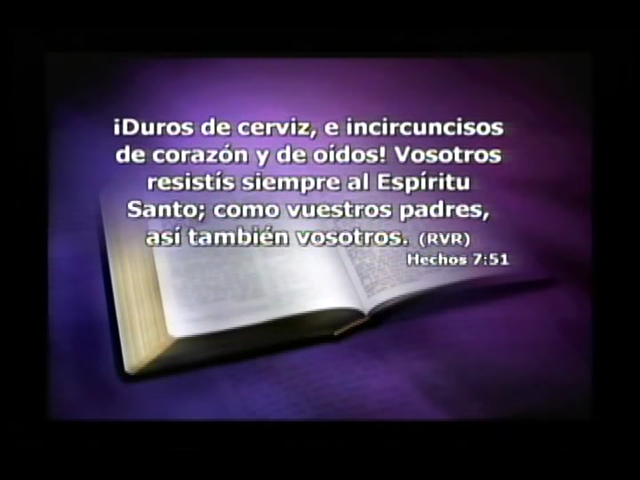 ¡Duros de cerviz, e incircuncisos
de corazón y de oídos! Vosotros
resistís siempre al Espíritu
Santo; como vuestros padres,
así también vosotros. (RVR)
Hechos 7:51